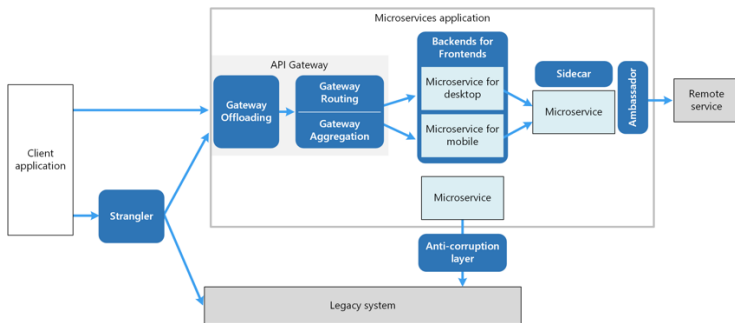 Microservices application
Backends for
Frontends
API Gateway
Gateway
Offloading
Gateway
Routing
Gateway
Aggregation
Microservice for
desktop
Microservice for
mobile
Sidecar
Microservice
Ambassador
Remote
service
Client
application
Strangler
Microservice
Anti-corruption
layer
Legacy system